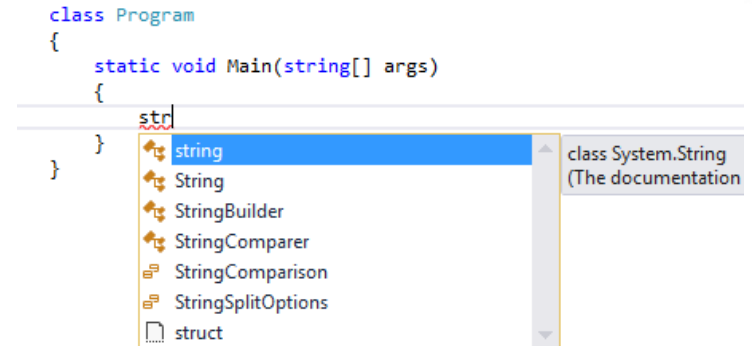 class Program
{
static void Main(string[] args)
{
str
}
}
string
String
StringBuilder
StringComparer
StringComparison
StringSplitOptions
struct
class System.String
(The documentation